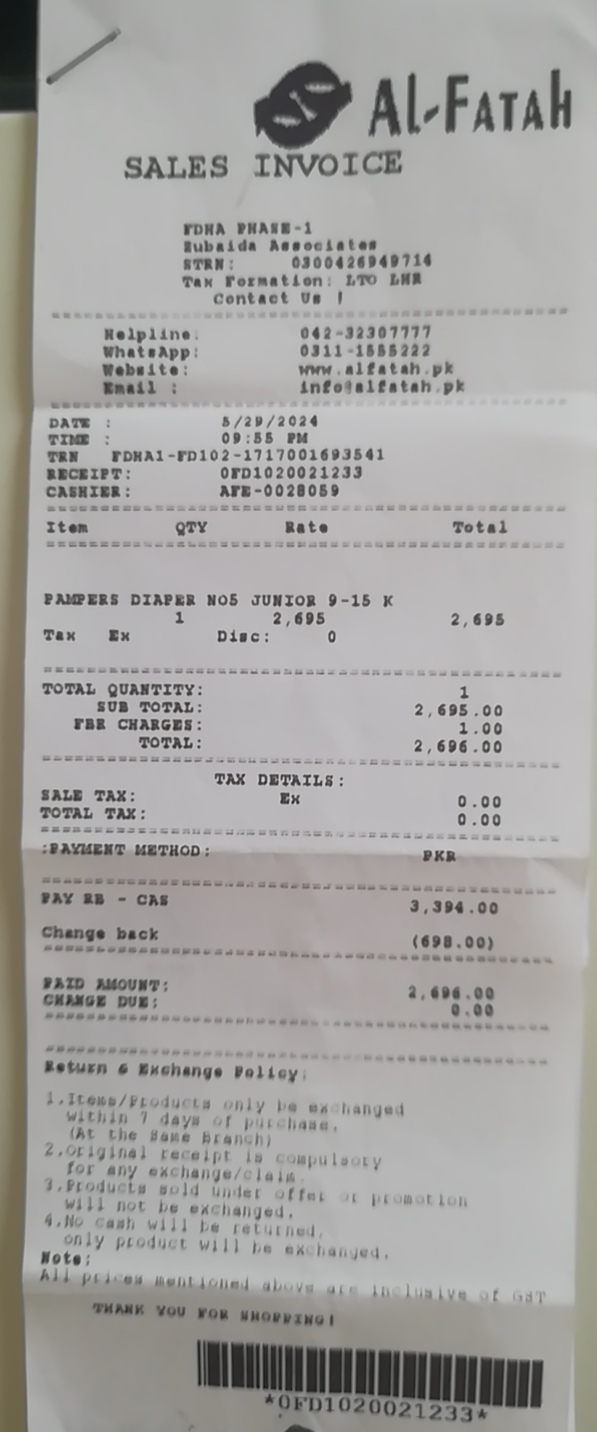 Al-Fatah
SALES INVOICE
FDHA PHASE-1
Zubaida Associates
STRN: 0300426949714
Tax Formation: LTO LHR
Contact Us !
Helpline: 042-32307777
WhatsApp: 0311-1555222
Website: www.alfatah.pk
Email : info@alfatah.pk
DATE : 5/29/2024
TIME : 09:55 PM
TRN FDHA1-FD102-1717001693541
RECEIPT: 0FD1020021233
CASHIER: AFE-0028059
Item QTY Rate Total
PAMPERS DIAPER NO5 JUNIOR 9-15 K
1 2,695 2,695
Tax Ex Disc: 0
TOTAL QUANTITY: 1
SUB TOTAL: 2,695.00
FBR CHARGES: 1.00
TOTAL: 2,696.00
TAX DETAILS:
SALE TAX: Ex 0.00
TOTAL TAX: 0.00
:PAYMENT METHOD: PKR
PAY RB - CAS 3,394.00
Change back (698.00)
PAID AMOUNT: 2,696.00
CHANGE DUE: 0.00
Return & Exchange Policy:
1.Items/Products only be exchanged
within 7 days of purchase.
(At the Same Branch)
2.Original receipt is compulsory
for any exchange/claim.
3.Products sold under offer or promotion
will not be exchanged.
4.No cash will be returned,
only product will be exchanged.
Note:
All prices mentioned above are inclusive of GST
THANK YOU FOR SHOPPING!
*0FD1020021233*